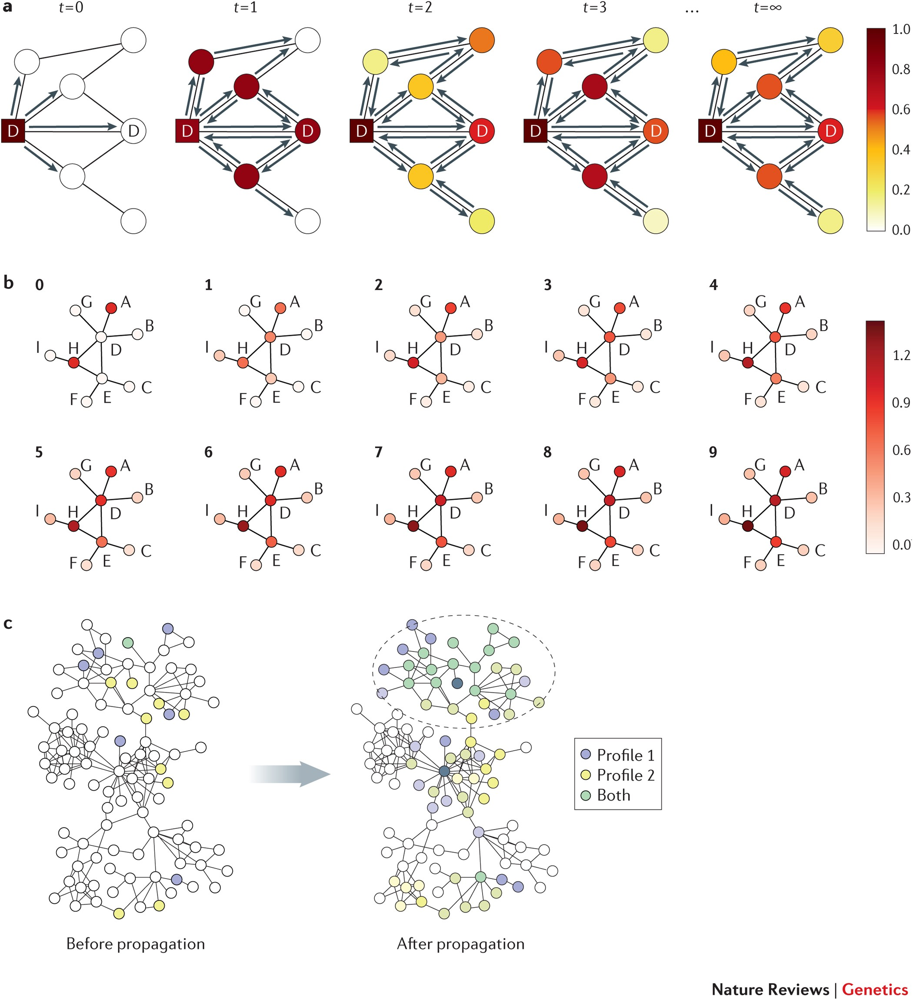 a t=0 t=1 t=2 t=3 ... t=∞
1.0
0.8
0.6
0.4
0.2
0.0
D D D D D D D D D D
b 0 1 2 3 4
G A G A G A G A G A
B B B B B
I H D I H D I H D I H D I H D
1.2
F E C F E C F E C F E C F E C
0.9
0.6
0.3
0.0
5 6 7 8 9
G A G A G A G A G A
B B B B B
I H D I H D I H D I H D I H D
F E C F E C F E C F E C F E C
c
Profile 1
Profile 2
Both
Before propagation After propagation
Nature Reviews | Genetics